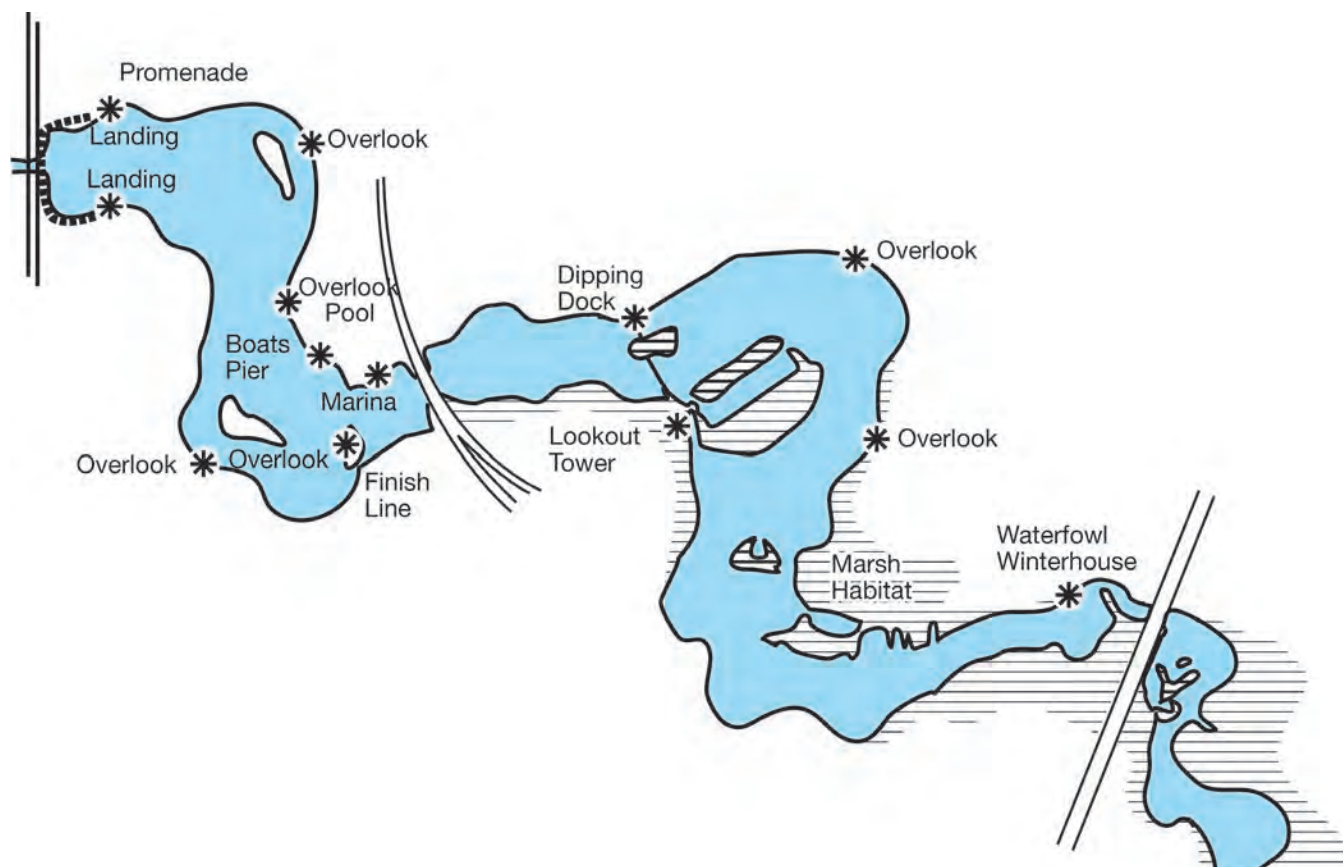 Promenade
Landing
Overlook
Landing
Overlook
Dipping
Dock
Overlook
Pool
Boats
Pier
Marina
Overlook
Lookout
Tower
Overlook
Overlook
Finish
Line
Waterfowl
Winterhouse
Marsh
Habitat